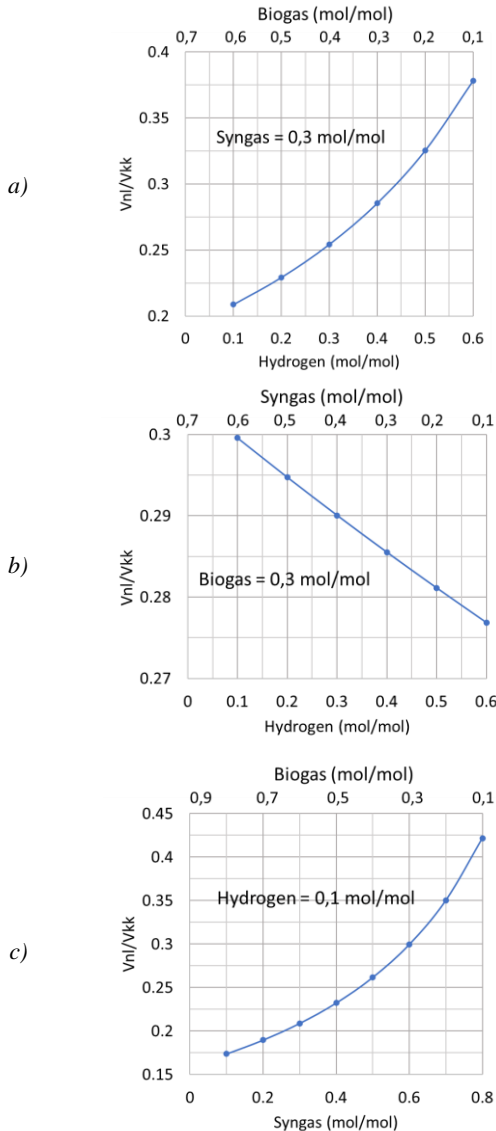 Biogas (mol/mol)
0,7 0,6 0,5 0,4 0,3 0,2 0,1
0.4
0.35
0.3
0.25
0.2
Vnl/Vkk
Syngas = 0,3 mol/mol
a)
0 0.1 0.2 0.3 0.4 0.5 0.6
Hydrogen (mol/mol)
Syngas (mol/mol)
0,7 0,6 0,5 0,4 0,3 0,2 0,1
0.3
0.29
0.28
0.27
Vnl/Vkk
Biogas = 0,3 mol/mol
b)
0 0.1 0.2 0.3 0.4 0.5 0.6
Hydrogen (mol/mol)
Biogas (mol/mol)
0,9 0,7 0,5 0,3 0,1
0.45
0.4
0.35
0.3
0.25
0.2
0.15
Vnl/Vkk
Hydrogen = 0,1 mol/mol
c)
0 0.2 0.4 0.6 0.8
Syngas (mol/mol)